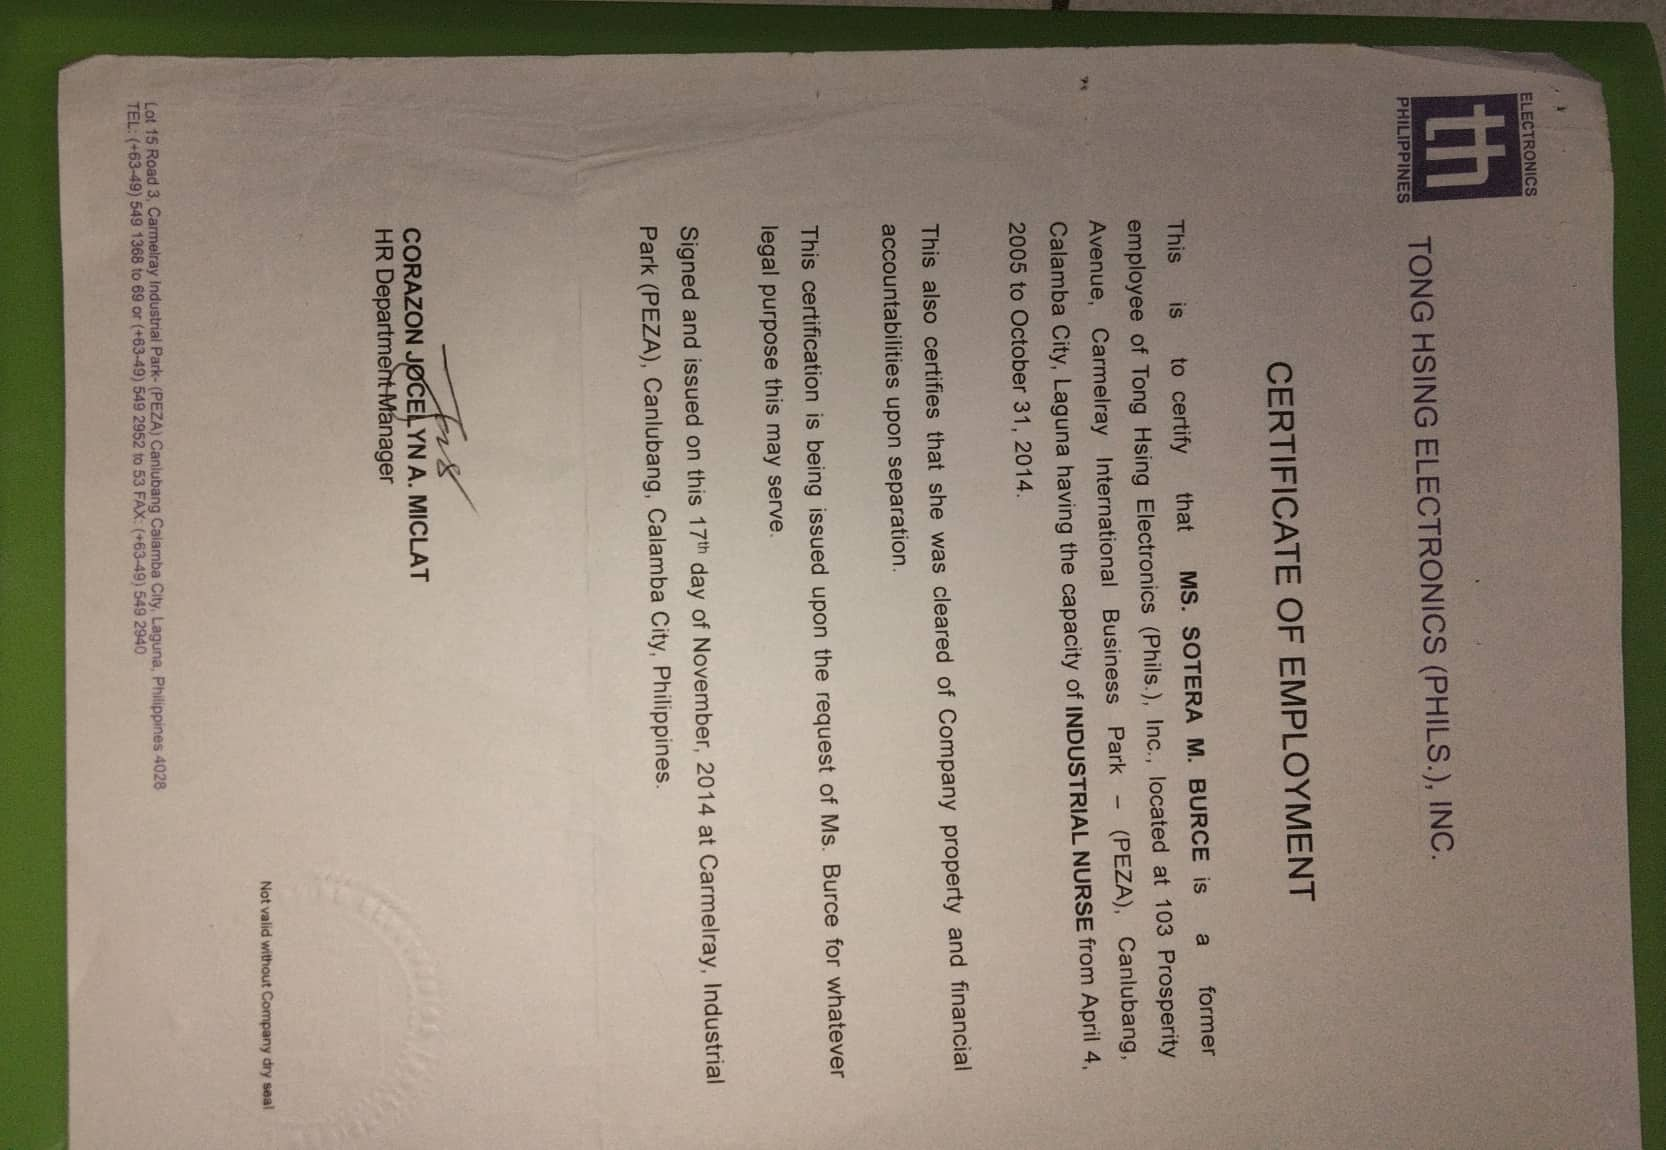 ELECTRONICS
th
PHILIPPINES
TONG HSING ELECTRONICS (PHILS.), INC.
CERTIFICATE OF EMPLOYMENT
This is to certify that MS. SOTERA M. BURCE is a former
employee of Tong Hsing Electronics (Phils.), Inc., located at 103 Prosperity
Avenue, Carmelray International Business Park – (PEZA), Canlubang,
Calamba City, Laguna having the capacity of INDUSTRIAL NURSE from April 4,
2005 to October 31, 2014.
This also certifies that she was cleared of Company property and financial
accountabilities upon separation.
This certification is being issued upon the request of Ms. Burce for whatever
legal purpose this may serve.
Signed and issued on this 17th day of November, 2014 at Carmelray, Industrial
Park (PEZA), Canlubang, Calamba City, Philippines.
CORAZON JOCELYN A. MICLAT
HR Department Manager
Not valid without Company dry seal
Lot 15 Road 3, Carmelray Industrial Park- (PEZA) Canlubang Calamba City, Laguna, Philippines 4028
TEL: (+63-49) 549 1368 to 69 or (+63-49) 549 2952 to 53 FAX: (+63-49) 549 2940